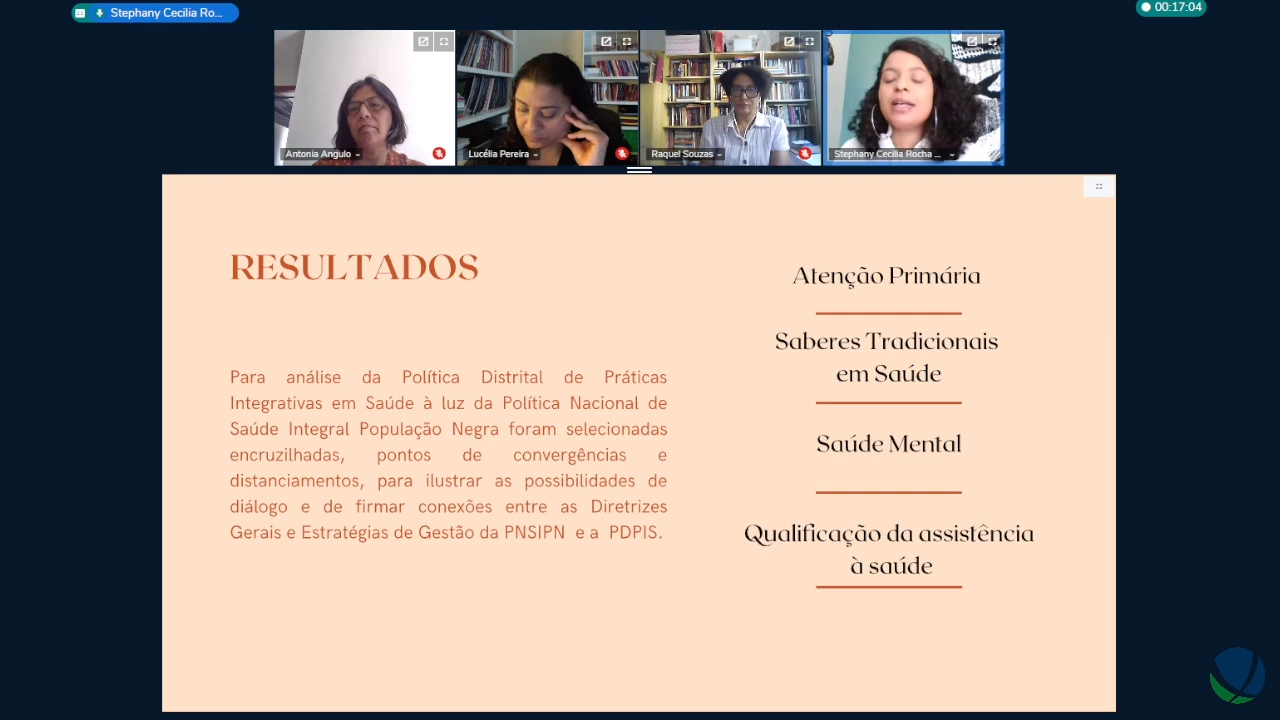 Stephany Cecilia Ro...
00:17:04
Antonia Angulo
Lucélia Pereira
Raquel Souzas
Stephany Cecilia Rocha ...
RESULTADOS
Para análise da Política Distrital de Práticas
Integrativas em Saúde à luz da Política Nacional de
Saúde Integral População Negra foram selecionadas
encruzilhadas, pontos de convergências e
distanciamentos, para ilustrar as possibilidades de
diálogo e de firmar conexões entre as Diretrizes
Gerais e Estratégias de Gestão da PNSIPN e a PDPIS.
Atenção Primária
Saberes Tradicionais
em Saúde
Saúde Mental
Qualificação da assistência
à saúde